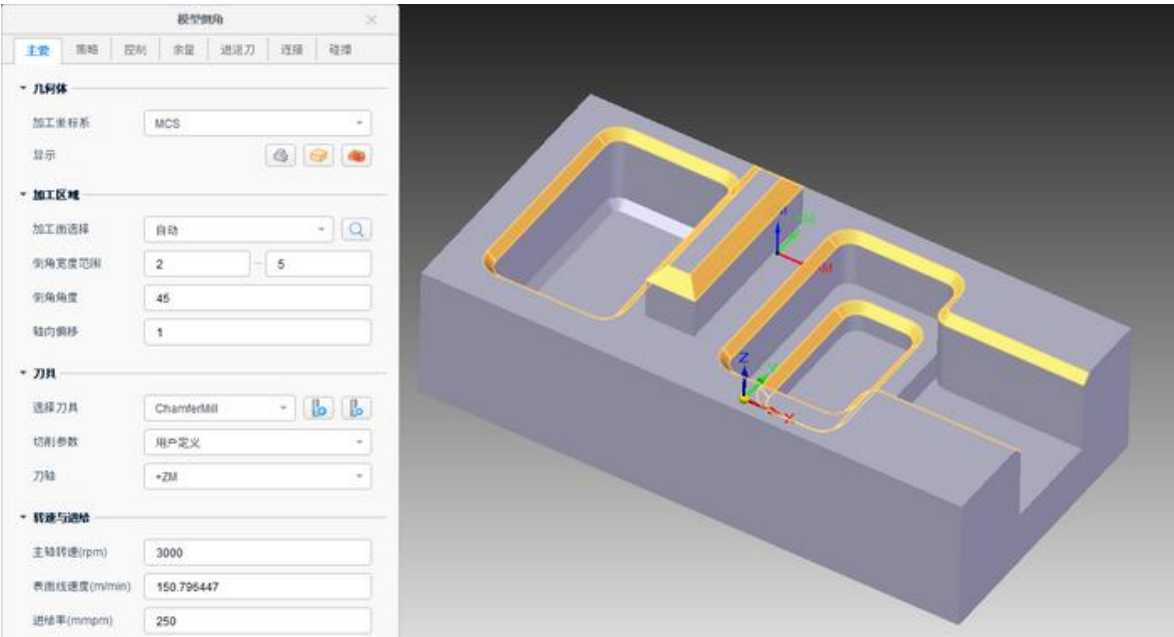 模型倒角
主要 策略 控制 余量 进退刀 连接 碰撞
几何体
加工坐标系 MCS
显示
加工区域
加工面选择 自动
倒角宽度范围 2 - 5
倒角角度 45
轴向偏移 1
刀具
选择刀具 ChamferMill
切削参数 用户定义
刀轴 +ZM
转速与进给
主轴转速(rpm) 3000
表面线速度(m/min) 150.796447
进给率(mmpm) 250
Z
X